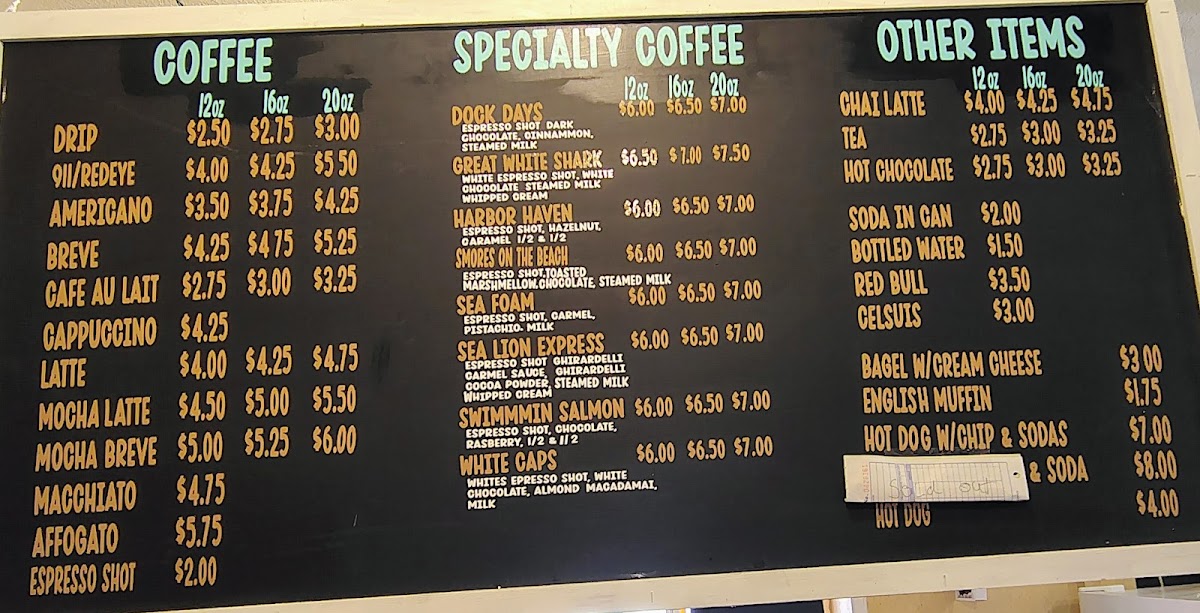 COFFEE
12oz 16oz 20oz
DRIP $2.50 $2.75 $3.00
911/REDEYE $4.00 $4.25 $5 50
AMERICANO $3.50 $3.75 $4.25
BREVE $4.25 $4 75 $5.25
CAFE AU LAIT $2.75 $3.00 $3.25
CAPPUCCINO $4.25
LATTE $4.00 $4.25 $4.75
MOCHA LATTE $4.50 $5.00 $5.50
MOCHA BREVE $5.00 $5.25 $6.00
MACCHIATO $4.75
AFFOGATO $5.75
ESPRESSO SHOT $2.00
SPECIALTY COFFEE
12oz 16oz 20oz
DOCK DAYS $6.00 $6.50 $7.00
ESPRESSO SHOT DARK
CHOCOLATE, CINNAMMON,
STEAMED MILK
GREAT WHITE SHARK $6.50 $7.00 $7.50
WHITE ESPRESSO SHOT, WHITE
CHOCOLATE STEAMED MILK
WHIPPED CREAM
HARBOR HAVEN $6.00 $6.50 $7.00
ESPRESSO SHOT, HAZELNUT,
CARAMEL 1/2 & 1/2
SMORES ON THE BEACH $6.00 $6.50 $7.00
ESPRESSO SHOT,TOASTED
MARSHMELLOW.CHOCOLATE, STEAMED MILK
SEA FOAM $6.00 $6.50 $7.00
ESPRESSO SHOT, CARMEL,
PISTACHIO- MILK
SEA LION EXPRESS $6.00 $6.50 $7.00
ESPRESSO SHOT GHIRARDELLI
CARMEL SAUCE, GHIRARDELLI
COCOA POWDER, STEAMED MILK
WHIPPED CREAM
SWIMMMIN SALMON $6.00 $6.50 $7.00
ESPRESSO SHOT, CHOCOLATE,
RASBERRY, 1/2 & 1/2
WHITE CAPS $6.00 $6.50 $7.00
WHITES EPRESSO SHOT, WHITE
CHOCOLATE, ALMOND MACADAMAI,
MILK
OTHER ITEMS
12oz 16oz 20oz
CHAI LATTE $4.00 $4.25 $4.75
TEA $2.75 $3.00 $3.25
HOT CHOCOLATE $2.75 $3.00 $3.25
SODA IN CAN $2.00
BOTTLED WATER $1.50
RED BULL $3.50
CELSUIS $3.00
BAGEL W/CREAM CHEESE $3 00
ENGLISH MUFFIN $1.75
HOT DOG W/CHIP & SODAS $7.00
Sold out & SODA $8.00
HOT DOG $4.00